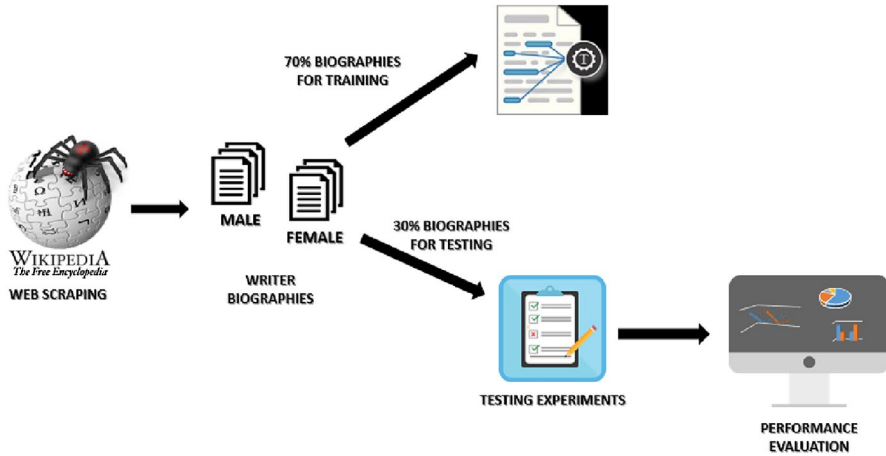 70% BIOGRAPHIES
FOR TRAINING
T
WIKIPEDIA
The Free Encyclopedia
WEB SCRAPING
MALE
FEMALE
WRITER
BIOGRAPHIES
30% BIOGRAPHIES
FOR TESTING
TESTING EXPERIMENTS
PERFORMANCE
EVALUATION